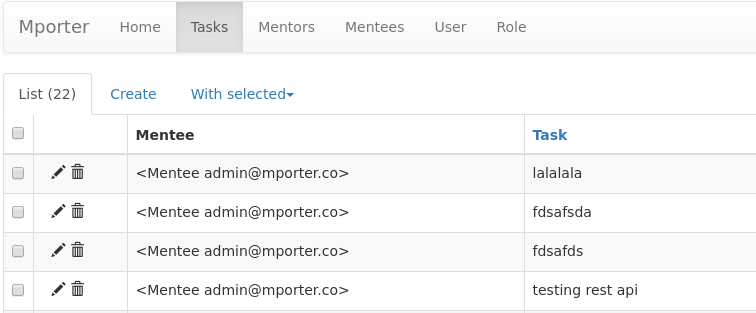 Mporter Home Tasks Mentors Mentees User Role
List (22) Create With selected
Mentee Task
<Mentee admin@mporter.co> lalalala
<Mentee admin@mporter.co> fdsafsda
<Mentee admin@mporter.co> fdsafds
<Mentee admin@mporter.co> testing rest api